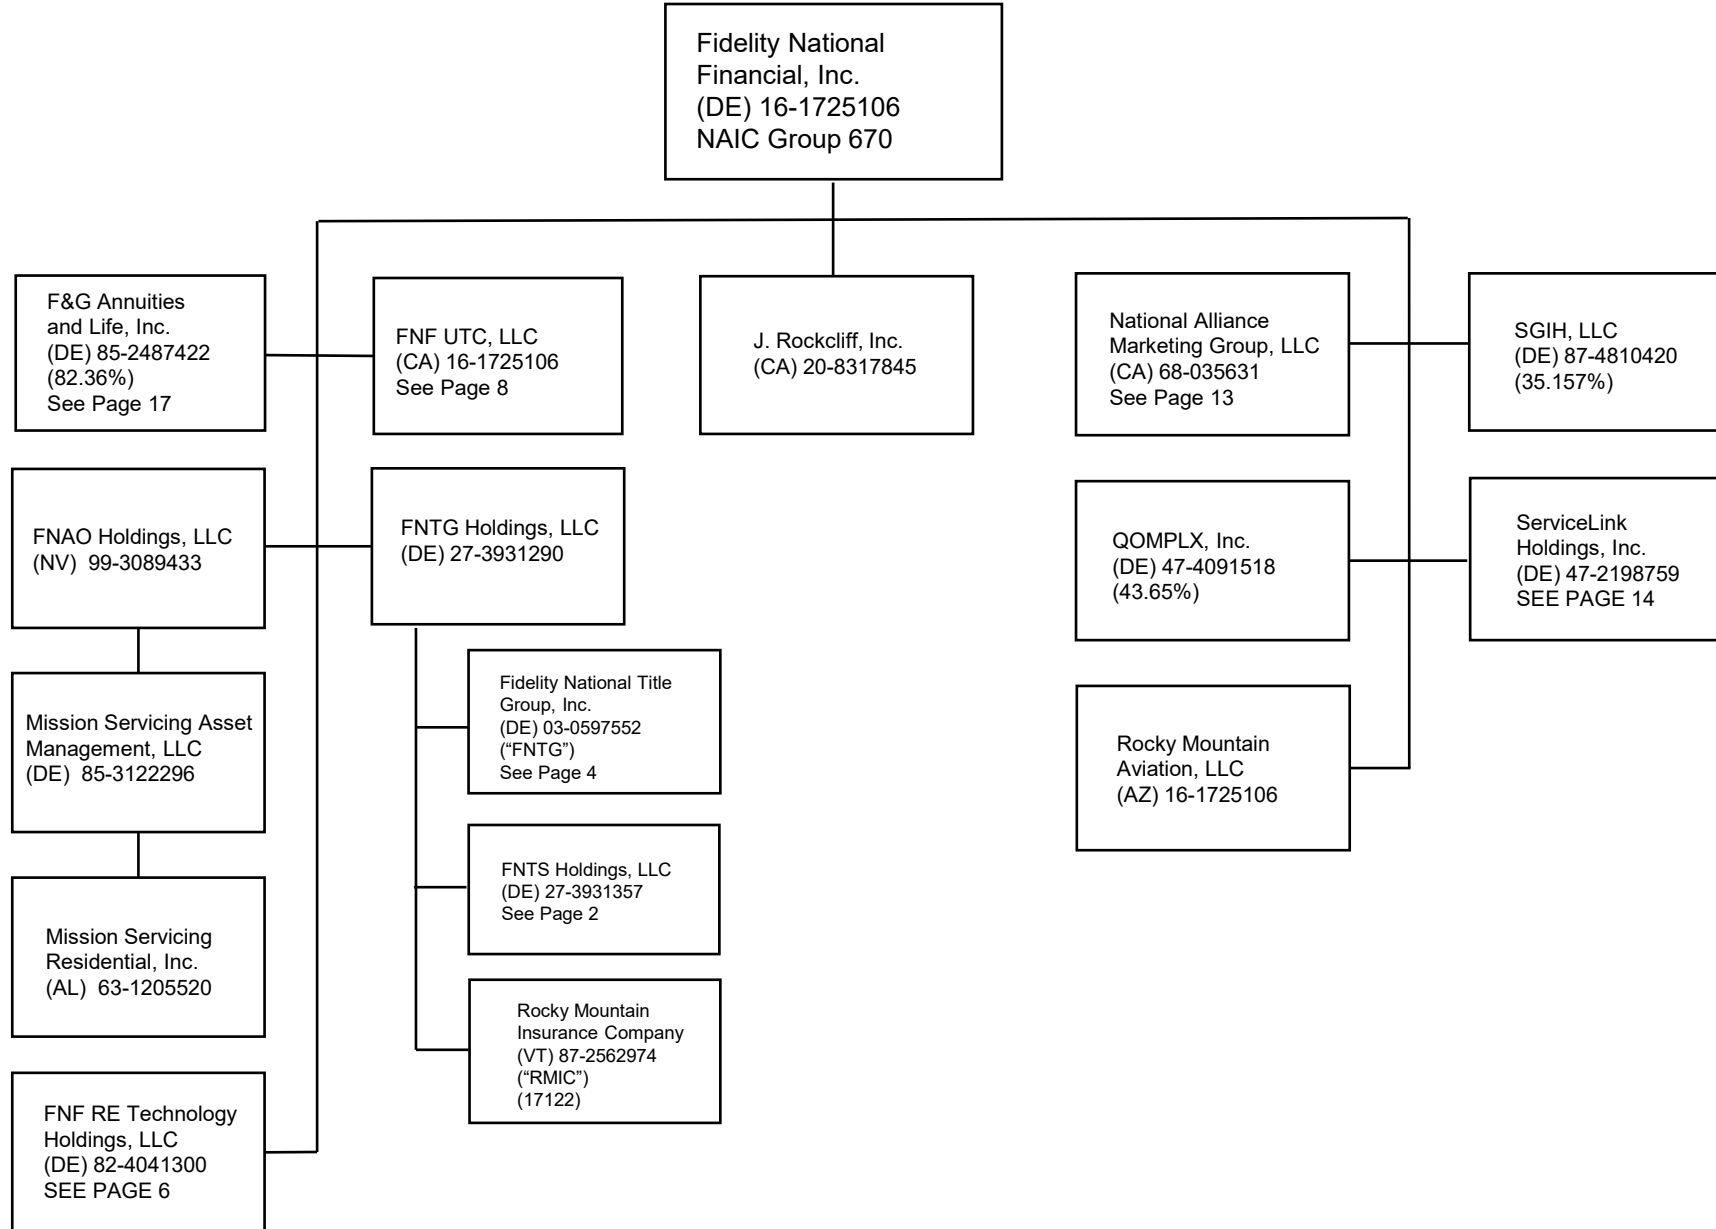 Fidelity National
Financial, Inc.
(DE) 16-1725106
NAIC Group 670
F&G Annuities
and Life, Inc.
(DE) 85-2487422
(82.36%)
See Page 17
FNF UTC, LLC
(CA) 16-1725106
See Page 8
J. Rockcliff, Inc.
(CA) 20-8317845
National Alliance
Marketing Group, LLC
(CA) 68-035631
See Page 13
SGIH, LLC
(DE) 87-4810420
(35.157%)
FNAO Holdings, LLC
(NV) 99-3089433
FNTG Holdings, LLC
(DE) 27-3931290
QOMPLX, Inc.
(DE) 47-4091518
(43.65%)
ServiceLink
Holdings, Inc.
(DE) 47-2198759
SEE PAGE 14
Mission Servicing Asset
Management, LLC
(DE) 85-3122296
Fidelity National Title
Group, Inc.
(DE) 03-0597552
(“FNTG”)
See Page 4
Rocky Mountain
Aviation, LLC
(AZ) 16-1725106
FNTS Holdings, LLC
(DE) 27-3931357
See Page 2
Mission Servicing
Residential, Inc.
(AL) 63-1205520
Rocky Mountain
Insurance Company
(VT) 87-2562974
(“RMIC”)
(17122)
FNF RE Technology
Holdings, LLC
(DE) 82-4041300
SEE PAGE 6